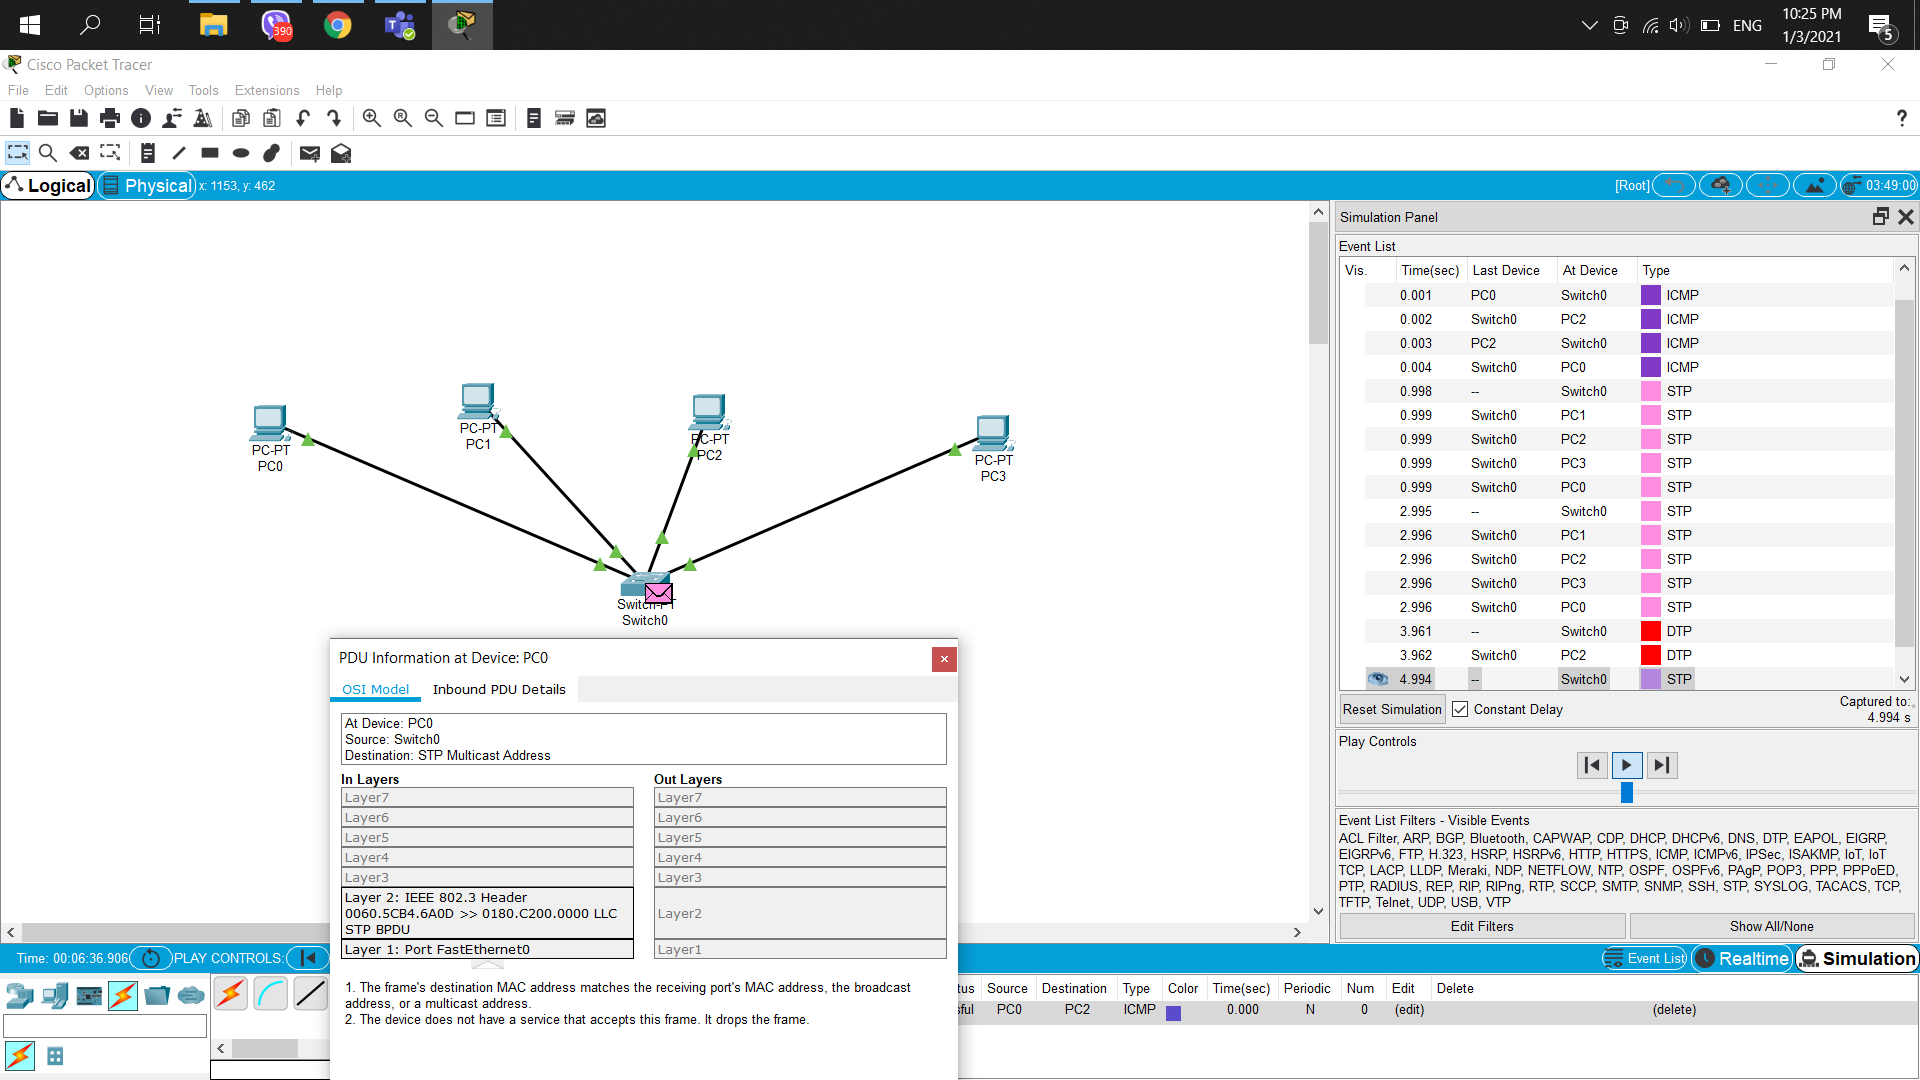 390
ENG
10:25 PM
1/3/2021
5
Cisco Packet Tracer
File Edit Options View Tools Extensions Help
?
Logical Physical x: 1153, y: 462 [Root] 03:49:00
PC-PT
PC0
PC-PT
PC1
PC-PT
PC2
PC-PT
PC3
Switch-PT
Switch0
Simulation Panel
Event List
Vis. Time(sec) Last Device At Device Type
0.001 PC0 Switch0 ICMP
0.002 Switch0 PC2 ICMP
0.003 PC2 Switch0 ICMP
0.004 Switch0 PC0 ICMP
0.998 -- Switch0 STP
0.999 Switch0 PC1 STP
0.999 Switch0 PC2 STP
0.999 Switch0 PC3 STP
0.999 Switch0 PC0 STP
2.995 -- Switch0 STP
2.996 Switch0 PC1 STP
2.996 Switch0 PC2 STP
2.996 Switch0 PC3 STP
2.996 Switch0 PC0 STP
3.961 -- Switch0 DTP
3.962 Switch0 PC2 DTP
4.994 -- Switch0 STP
Reset Simulation Constant Delay
Captured to:
4.994 s
Play Controls
Event List Filters - Visible Events
ACL Filter, ARP, BGP, Bluetooth, CAPWAP, CDP, DHCP, DHCPv6, DNS, DTP, EAPOL, EIGRP,
EIGRPv6, FTP, H.323, HSRP, HSRPv6, HTTP, HTTPS, ICMP, ICMPv6, IPSec, ISAKMP, IoT, IoT
TCP, LACP, LLDP, Meraki, NDP, NETFLOW, NTP, OSPF, OSPFv6, PAgP, POP3, PPP, PPPoED,
PTP, RADIUS, REP, RIP, RIPng, RTP, SCCP, SMTP, SNMP, SSH, STP, SYSLOG, TACACS, TCP,
TFTP, Telnet, UDP, USB, VTP
Edit Filters Show All/None
PDU Information at Device: PC0
OSI Model Inbound PDU Details
At Device: PC0
Source: Switch0
Destination: STP Multicast Address
In Layers
Layer7
Layer6
Layer5
Layer4
Layer3
Layer 2: IEEE 802.3 Header
0060.5CB4.6A0D >> 0180.C200.0000 LLC
STP BPDU
Layer 1: Port FastEthernet0
Out Layers
Layer7
Layer6
Layer5
Layer4
Layer3
Layer2
Layer1
1. The frame's destination MAC address matches the receiving port's MAC address, the broadcast
address, or a multicast address.
2. The device does not have a service that accepts this frame. It drops the frame.
Time: 00:06:36.906 PLAY CONTROLS:
Event List Realtime Simulation
tus Source Destination Type Color Time(sec) Periodic Num Edit Delete
sful PC0 PC2 ICMP 0.000 N 0 (edit) (delete)